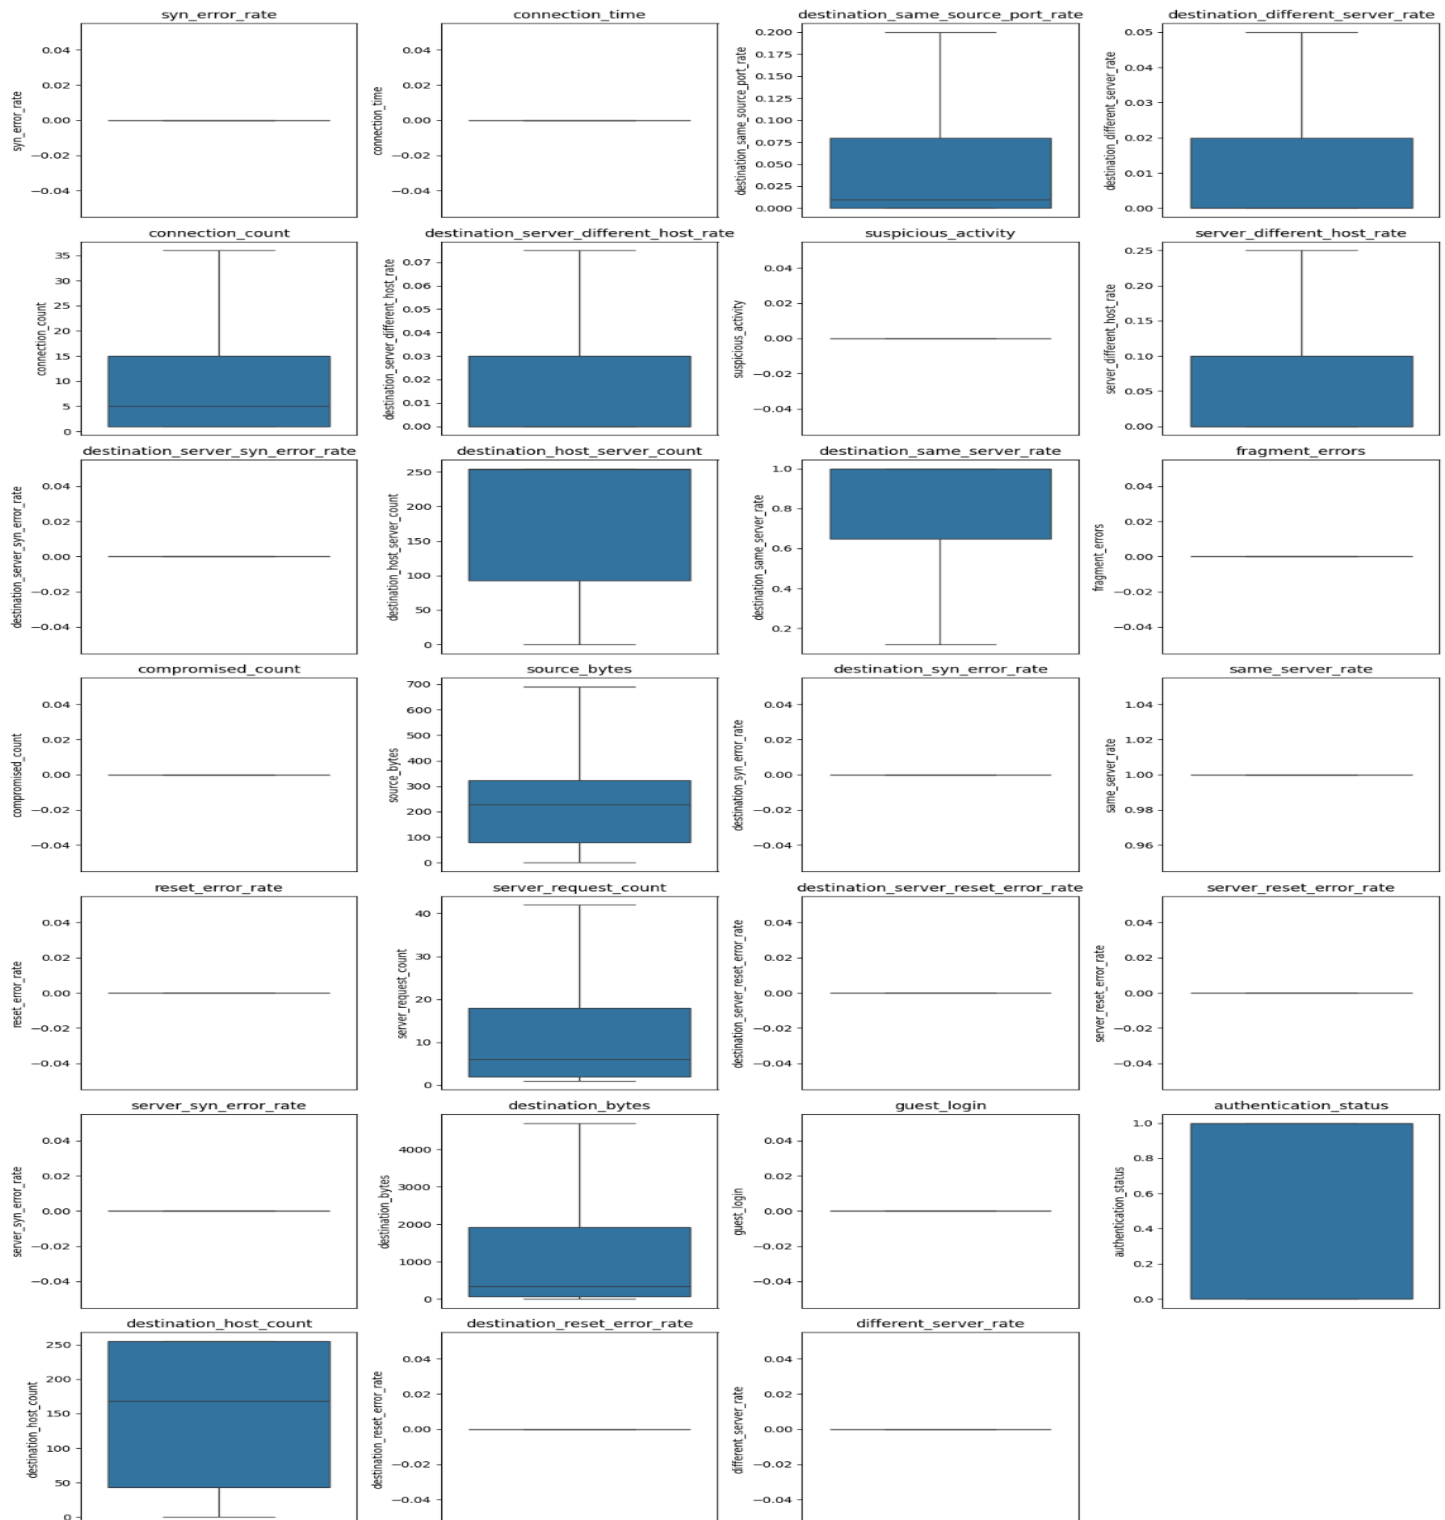 syn_error_rate
syn_error_rate
0.04
0.02
0.00
−0.02
−0.04
connection_time
connection_time
0.04
0.02
0.00
−0.02
−0.04
destination_same_source_port_rate
destination_same_source_port_rate
0.200
0.175
0.150
0.125
0.100
0.075
0.050
0.025
0.000
destination_different_server_rate
destination_different_server_rate
0.05
0.04
0.03
0.02
0.01
0.00
connection_count
connection_count
35
30
25
20
15
10
5
0
destination_server_different_host_rate
destination_server_different_host_rate
0.07
0.06
0.05
0.04
0.03
0.02
0.01
0.00
suspicious_activity
suspicious_activity
0.04
0.02
0.00
−0.02
−0.04
server_different_host_rate
server_different_host_rate
0.25
0.20
0.15
0.10
0.05
0.00
destination_server_syn_error_rate
destination_server_syn_error_rate
0.04
0.02
0.00
−0.02
−0.04
destination_host_server_count
destination_host_server_count
250
200
150
100
50
0
destination_same_server_rate
destination_same_server_rate
1.0
0.8
0.6
0.4
0.2
fragment_errors
fragment_errors
0.04
0.02
0.00
−0.02
−0.04
compromised_count
compromised_count
0.04
0.02
0.00
−0.02
−0.04
source_bytes
source_bytes
700
600
500
400
300
200
100
0
destination_syn_error_rate
destination_syn_error_rate
0.04
0.02
0.00
−0.02
−0.04
same_server_rate
same_server_rate
1.04
1.02
1.00
0.98
0.96
reset_error_rate
reset_error_rate
0.04
0.02
0.00
−0.02
−0.04
server_request_count
server_request_count
40
30
20
10
0
destination_server_reset_error_rate
destination_server_reset_error_rate
0.04
0.02
0.00
−0.02
−0.04
server_reset_error_rate
server_reset_error_rate
0.04
0.02
0.00
−0.02
−0.04
server_syn_error_rate
server_syn_error_rate
0.04
0.02
0.00
−0.02
−0.04
destination_bytes
destination_bytes
4000
3000
2000
1000
0
guest_login
guest_login
0.04
0.02
0.00
−0.02
−0.04
authentication_status
authentication_status
1.0
0.8
0.6
0.4
0.2
0.0
destination_host_count
destination_host_count
250
200
150
100
50
0
destination_reset_error_rate
destination_reset_error_rate
0.04
0.02
0.00
−0.02
−0.04
different_server_rate
different_server_rate
0.04
0.02
0.00
−0.02
−0.04